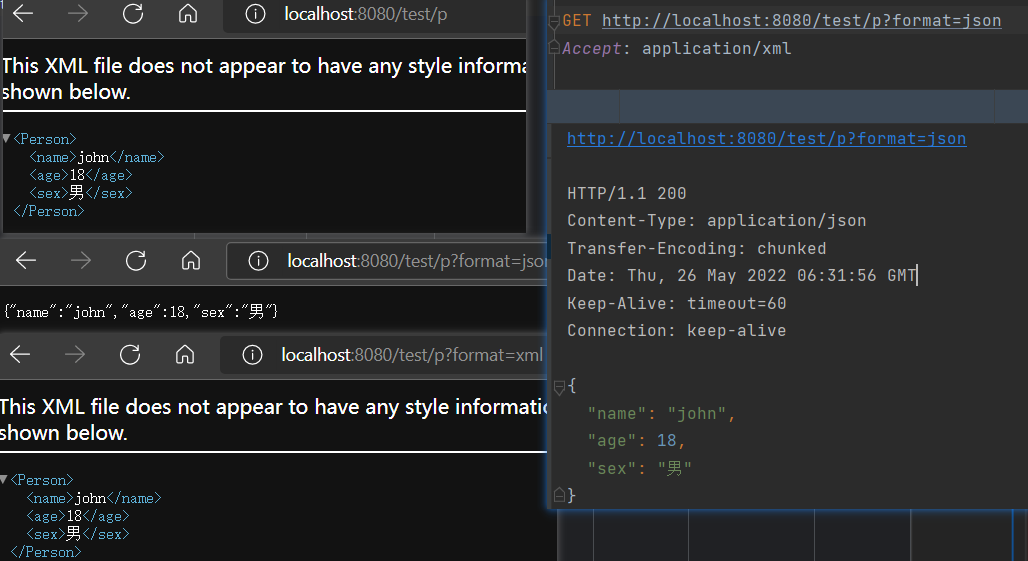 localhost:8080/test/p
This XML file does not appear to have any style informa
shown below.
<Person>
<name>john</name>
<age>18</age>
<sex>男</sex>
</Person>
localhost:8080/test/p?format=json
{"name":"john","age":18,"sex":"男"}
localhost:8080/test/p?format=xml
This XML file does not appear to have any style informatio
shown below.
<Person>
<name>john</name>
<age>18</age>
<sex>男</sex>
</Person>
GET http://localhost:8080/test/p?format=json
Accept: application/xml
http://localhost:8080/test/p?format=json
HTTP/1.1 200
Content-Type: application/json
Transfer-Encoding: chunked
Date: Thu, 26 May 2022 06:31:56 GMT
Keep-Alive: timeout=60
Connection: keep-alive
{
"name": "john",
"age": 18,
"sex": "男"
}